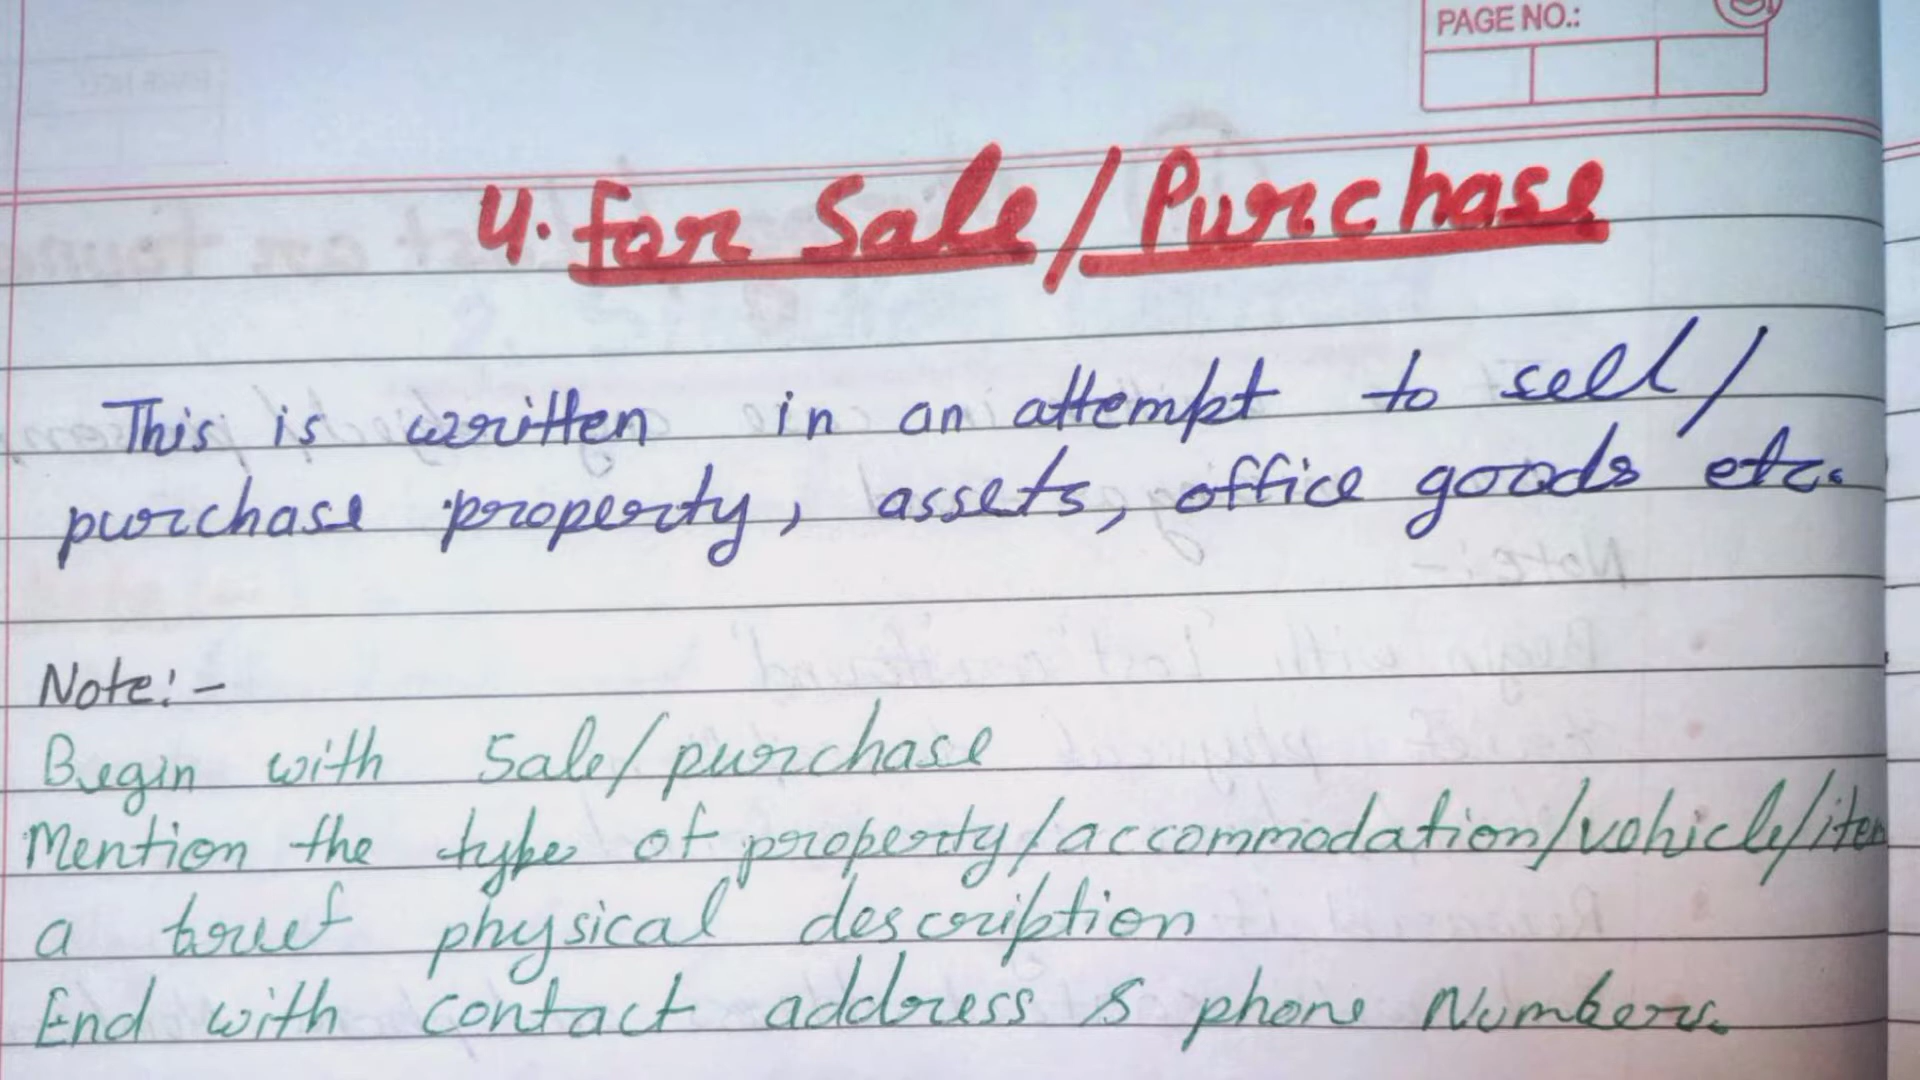 PAGE NO.:
4. for Sale/Purchase
This is written in an attempt to sell/
purchase property, assets, office goods etc.
Note:-
Begin with Sale/purchase
Mention the type of property/accommodation/vehicle/item
a brief physical description
End with contact address & phone Numbers.